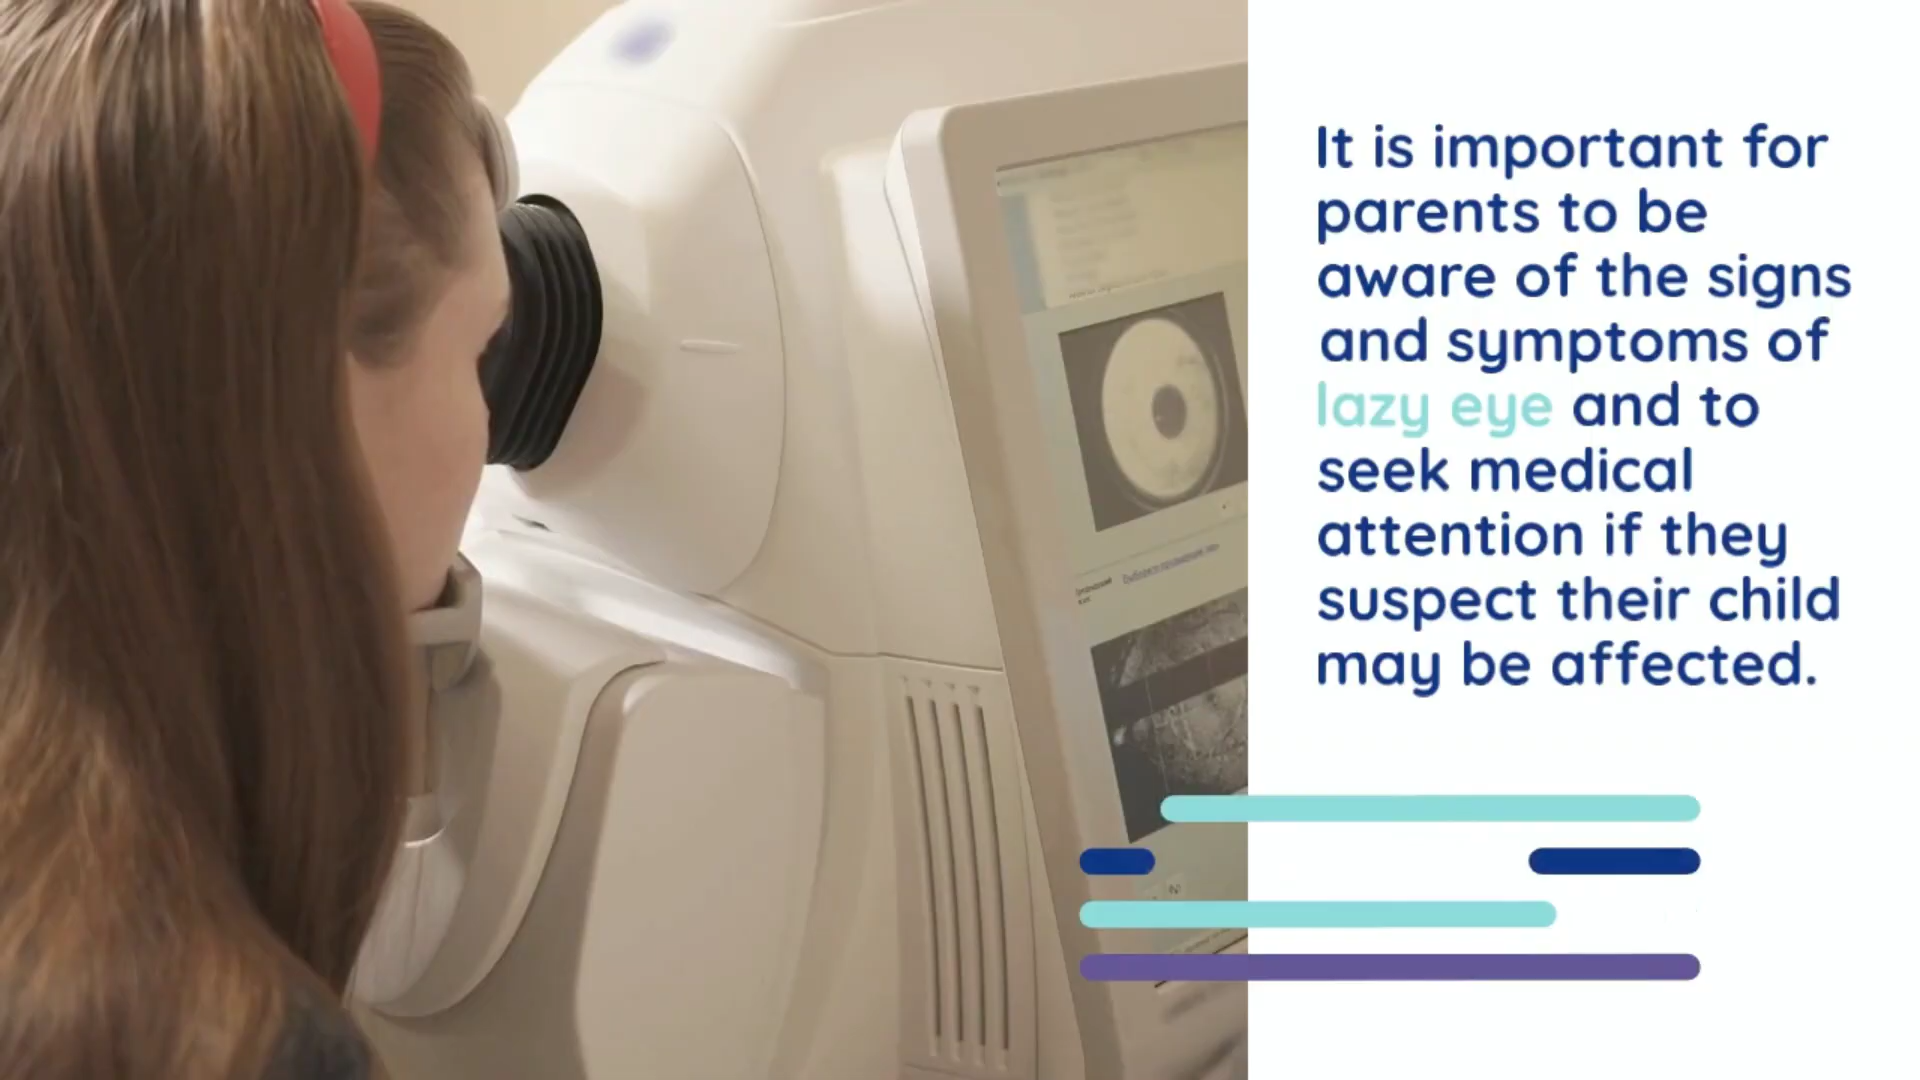 It is important for
parents to be
aware of the signs
and symptoms of
lazy eye and to
seek medical
attention if they
suspect their child
may be affected.